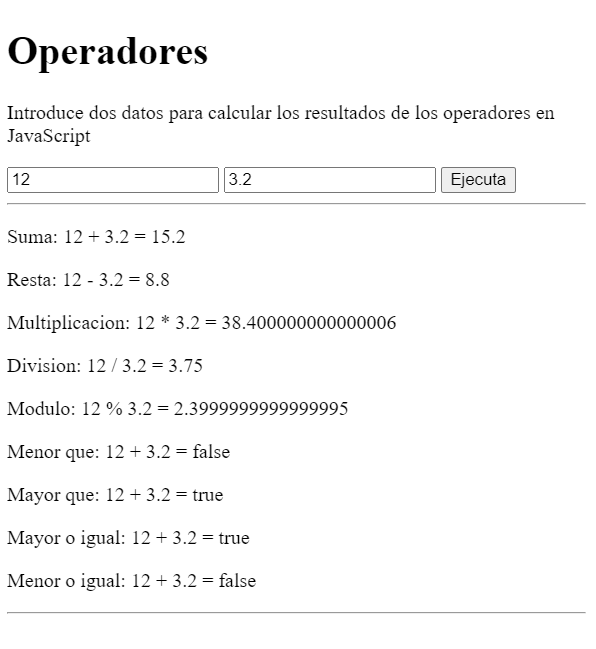 Operadores
Introduce dos datos para calcular los resultados de los operadores en
JavaScript
12 3.2 Ejecuta
Suma: 12 + 3.2 = 15.2
Resta: 12 - 3.2 = 8.8
Multiplicacion: 12 * 3.2 = 38.400000000000006
Division: 12 / 3.2 = 3.75
Modulo: 12 % 3.2 = 2.3999999999999995
Menor que: 12 + 3.2 = false
Mayor que: 12 + 3.2 = true
Mayor o igual: 12 + 3.2 = true
Menor o igual: 12 + 3.2 = false